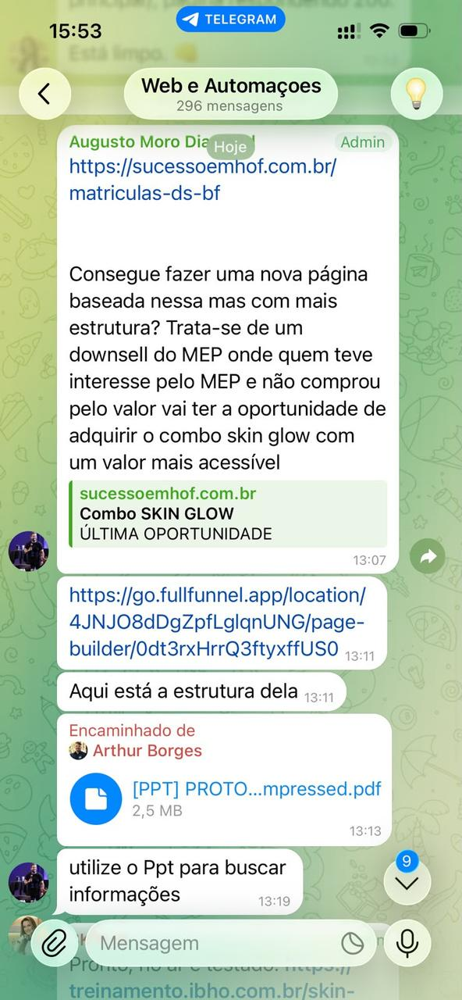 15:53
TELEGRAM
Está limpo.
Web e Automaçoes
296 mensagens
Augusto Moro
Hoje
Admin
https://sucessoemhof.com.br/
matriculas-ds-bf
Consegue fazer uma nova página
baseada nessa mas com mais
estrutura? Trata-se de um
downsell do MEP onde quem teve
interesse pelo MEP e não comprou
pelo valor vai ter a oportunidade de
adquirir o combo skin glow com
um valor mais acessível
sucessoemhof.com.br
Combo SKIN GLOW
ÚLTIMA OPORTUNIDADE
13:07
https://go.fullfunnel.app/location/
4JNJO8dDgZpfLglqnUNG/page-
builder/0dt3rxHrrQ3ftyxffUS0 13:11
Aqui está a estrutura dela 13:11
Encaminhado de
Arthur Borges
[PPT] PROTO...mpressed.pdf
2,5 MB
13:13
utilize o Ppt para buscar
informações
13:19
9
Mensagem
Pronto, no ar e testado: https://
treinamento.ibho.com.br/skin-